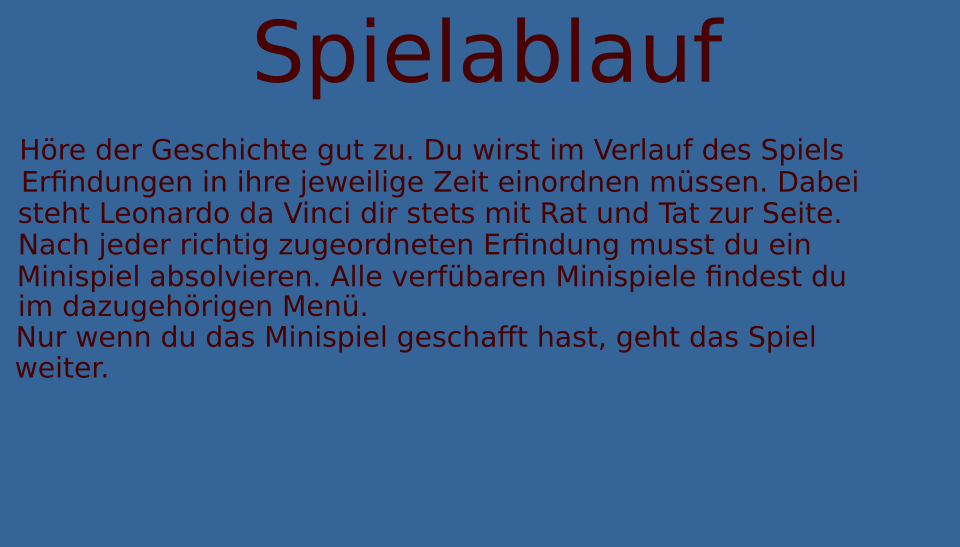 Spielablauf
Höre der Geschichte gut zu. Du wirst im Verlauf des Spiels
Erfindungen in ihre jeweilige Zeit einordnen müssen. Dabei
steht Leonardo da Vinci dir stets mit Rat und Tat zur Seite.
Nach jeder richtig zugeordneten Erfindung musst du ein
Minispiel absolvieren. Alle verfübaren Minispiele findest du
im dazugehörigen Menü.
Nur wenn du das Minispiel geschafft hast, geht das Spiel
weiter.